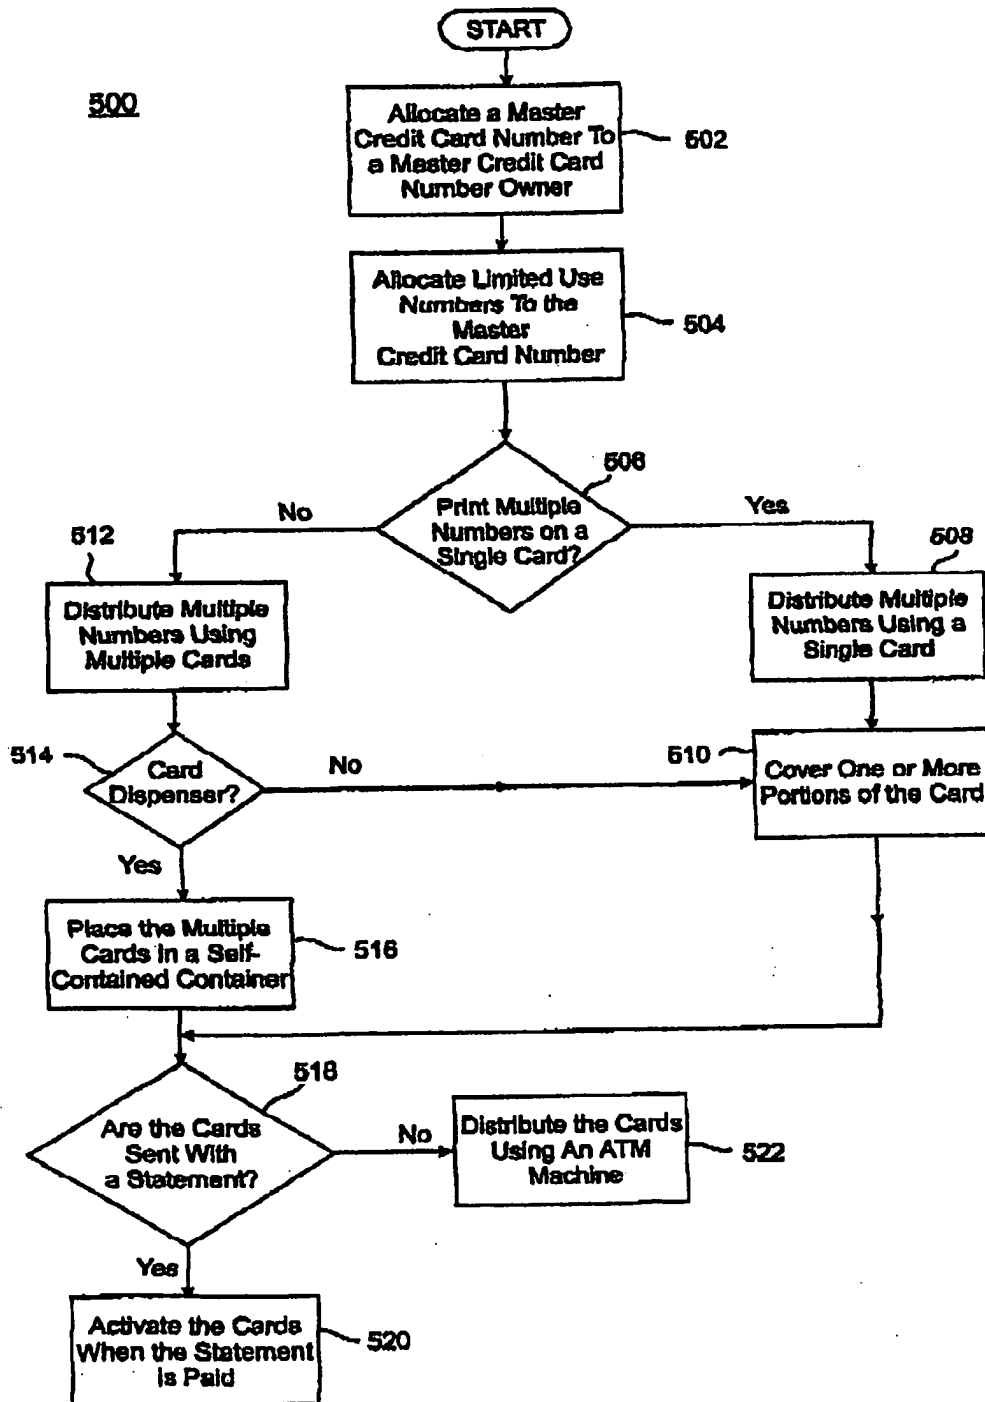 START
500
Allocate a Master
Credit Card Number To
a Master Credit Card
Number Owner
502
Allocate Limited Use
Numbers To the
Master
Credit Card Number
504
506
Print Multiple
Numbers on a
Single Card?
No
Yes
512
508
Distribute Multiple
Numbers Using
Multiple Cards
Distribute Multiple
Numbers Using a
Single Card
514
Card
Dispenser?
No
510
Cover One or More
Portions of the Card
Yes
Place the Multiple
Cards in a Self-
Contained Container
516
518
Are the Cards
Sent With
a Statement?
No
Distribute the Cards
Using An ATM
Machine
522
Yes
Activate the Cards
When the Statement
is Paid
520